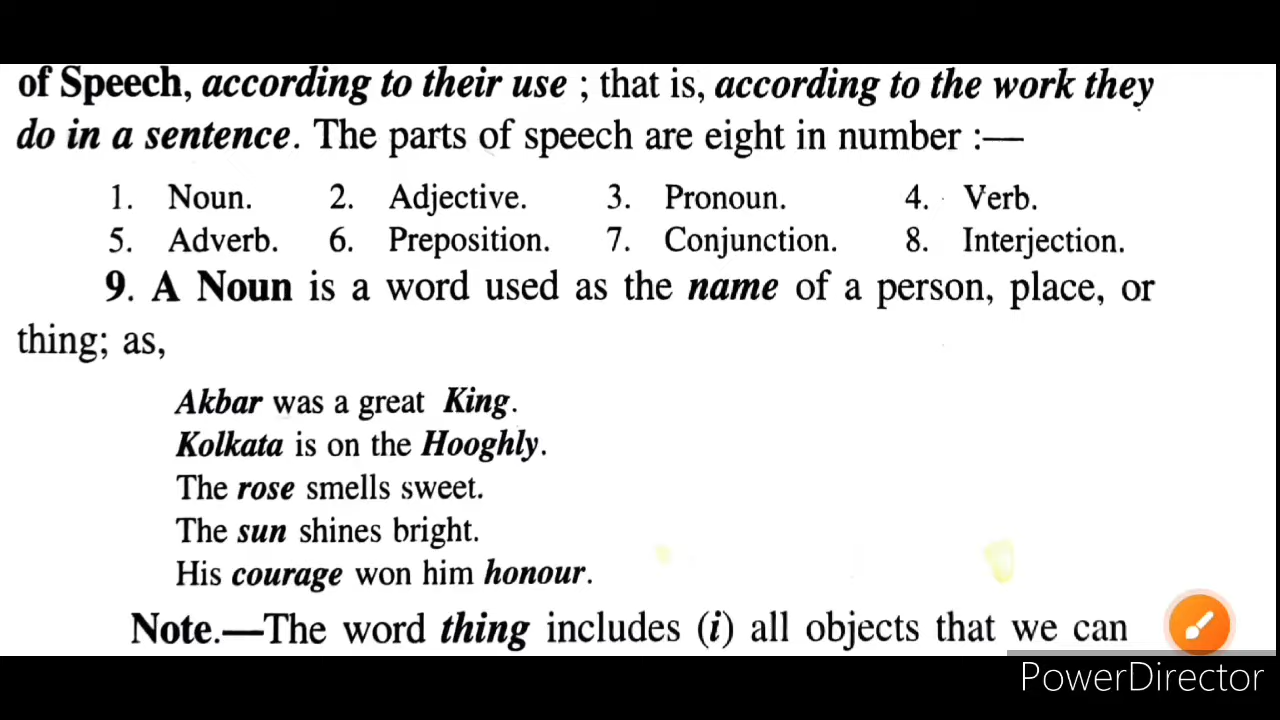 of Speech, according to their use ; that is, according to the work they
do in a sentence. The parts of speech are eight in number :—
1. Noun. 2. Adjective. 3. Pronoun. 4. Verb.
5. Adverb. 6. Preposition. 7. Conjunction. 8. Interjection.
9. A Noun is a word used as the name of a person, place, or
thing; as,
Akbar was a great King.
Kolkata is on the Hooghly.
The rose smells sweet.
The sun shines bright.
His courage won him honour.
Note.—The word thing includes (i) all objects that we can
PowerDirector